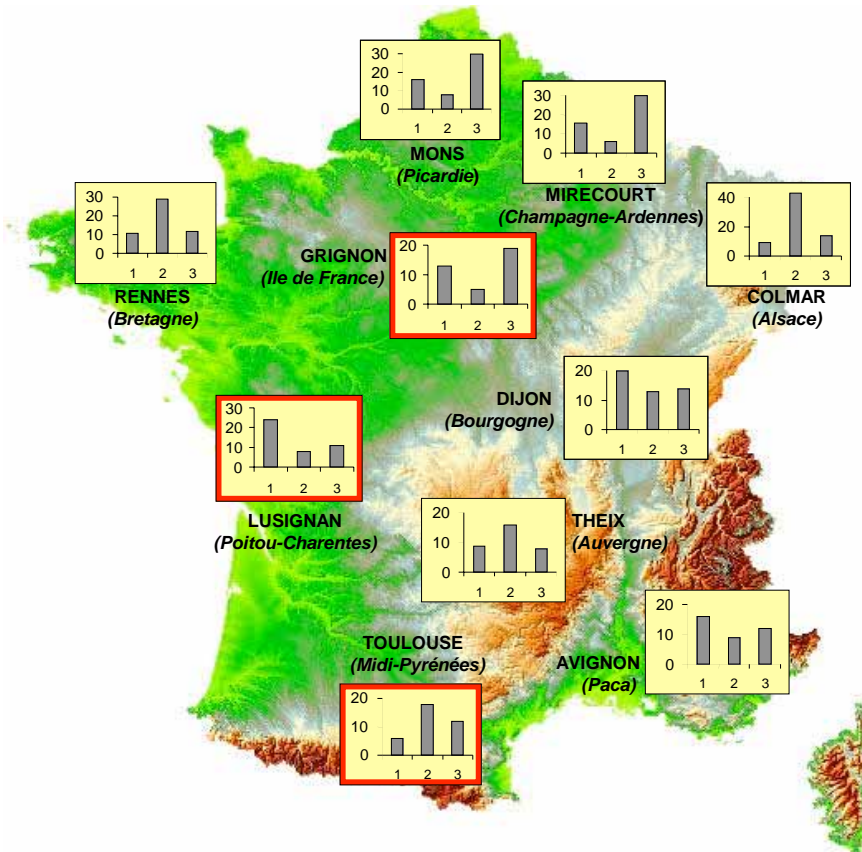 30
20
10
0
1 2 3
MONS
(Picardie)
30
20
10
0
1 2 3
MIRECOURT
(Champagne-Ardennes)
30
20
10
0
1 2 3
RENNES
(Bretagne)
GRIGNON
(Ile de France)
20
10
0
1 2 3
40
20
0
1 2 3
COLMAR
(Alsace)
DIJON
(Bourgogne)
20
10
0
1 2 3
30
20
10
0
1 2 3
LUSIGNAN
(Poitou-Charentes)
20
10
0
1 2 3
THEIX
(Auvergne)
TOULOUSE
(Midi-Pyrénées)
20
10
0
1 2 3
AVIGNON
(Paca)
20
10
0
1 2 3